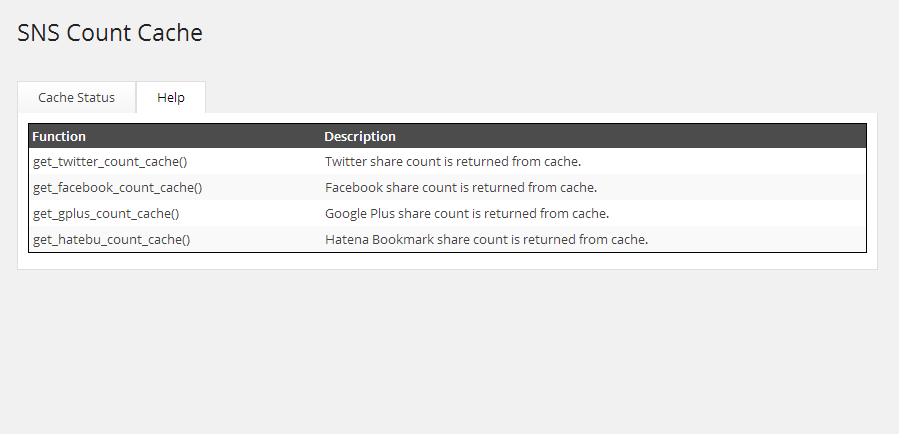 SNS Count Cache
Cache Status Help
Function Description
get_twitter_count_cache() Twitter share count is returned from cache.
get_facebook_count_cache() Facebook share count is returned from cache.
get_gplus_count_cache() Google Plus share count is returned from cache.
get_hatebu_count_cache() Hatena Bookmark share count is returned from cache.